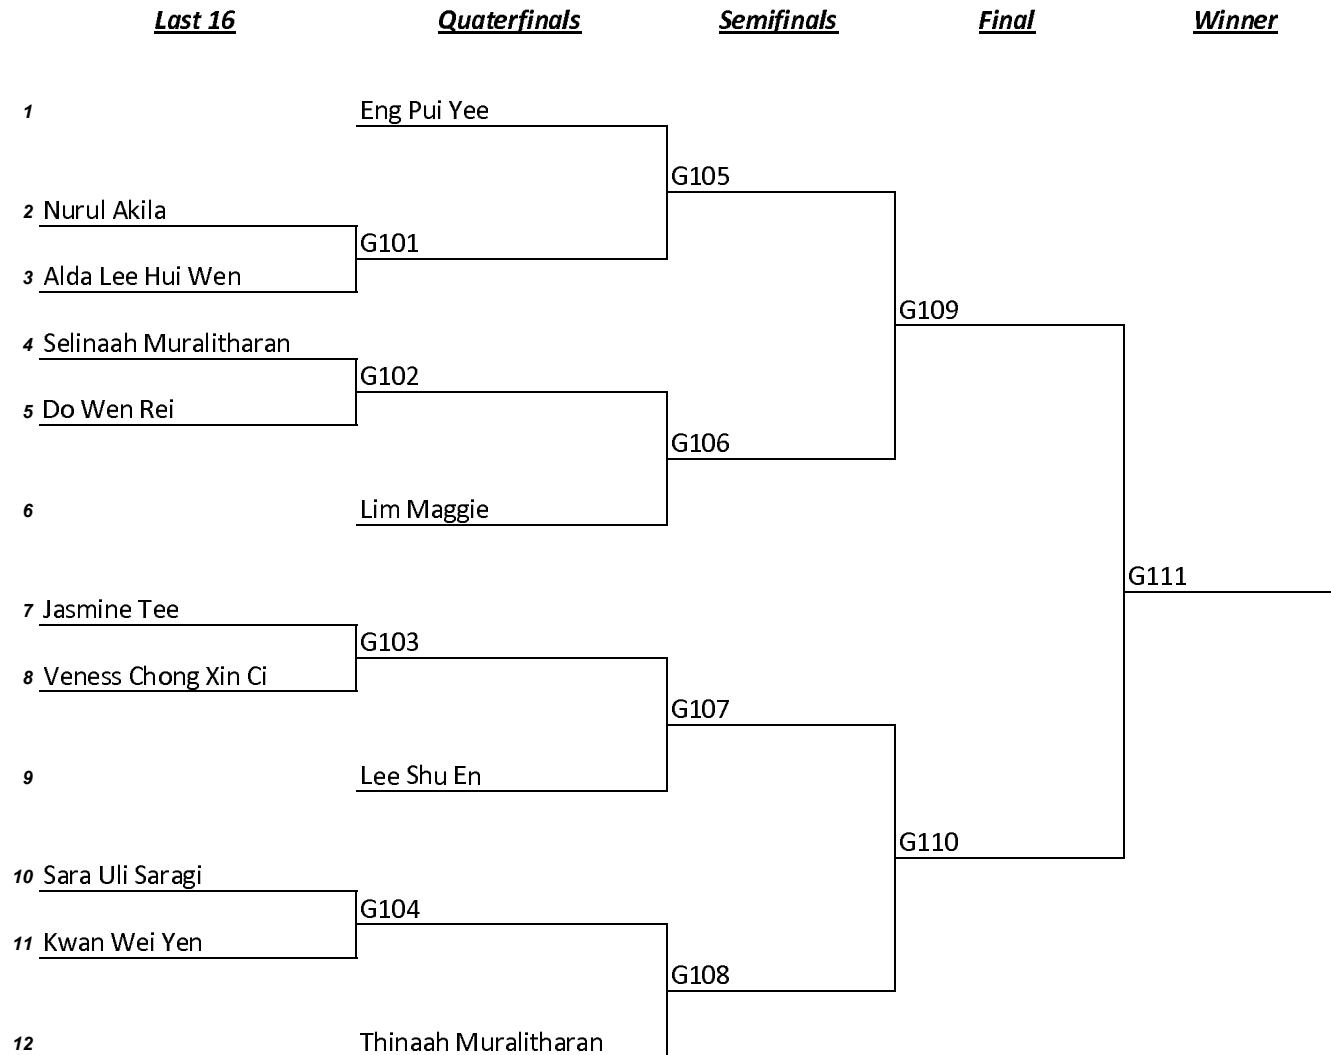 Last 16 Quaterfinals Semifinals Final Winner
1 Eng Pui Yee
G105
2 Nurul Akila
G101
3 Alda Lee Hui Wen
G109
4 Selinaah Muralitharan
G102
5 Do Wen Rei
G106
6 Lim Maggie
G111
7 Jasmine Tee
G103
8 Veness Chong Xin Ci
G107
9 Lee Shu En
G110
10 Sara Uli Saragi
G104
11 Kwan Wei Yen
G108
12 Thinaah Muralitharan